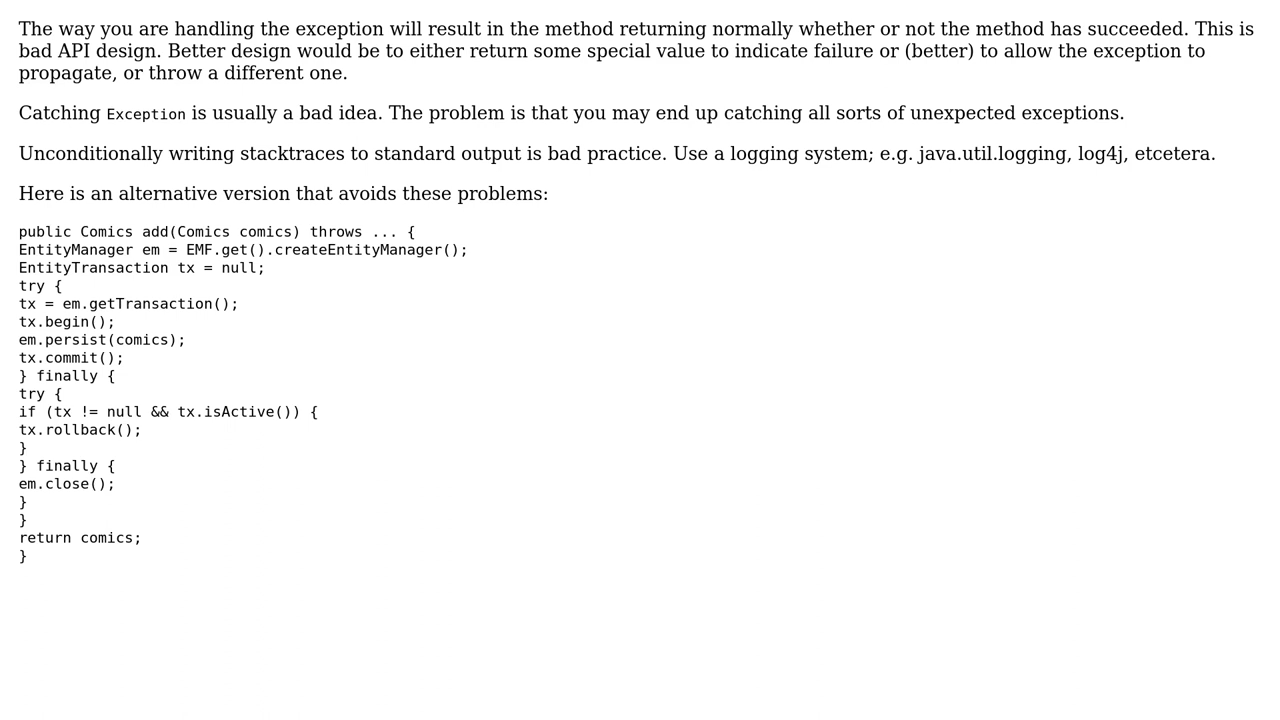 The way you are handling the exception will result in the method returning normally whether or not the method has succeeded. This is
bad API design. Better design would be to either return some special value to indicate failure or (better) to allow the exception to
propagate, or throw a different one.
Catching Exception is usually a bad idea. The problem is that you may end up catching all sorts of unexpected exceptions.
Unconditionally writing stacktraces to standard output is bad practice. Use a logging system; e.g. java.util.logging, log4j, etcetera.
Here is an alternative version that avoids these problems:
public Comics add(Comics comics) throws ... {
EntityManager em = EMF.get().createEntityManager();
EntityTransaction tx = null;
try {
tx = em.getTransaction();
tx.begin();
em.persist(comics);
tx.commit();
} finally {
try {
if (tx != null && tx.isActive()) {
tx.rollback();
}
} finally {
em.close();
}
}
return comics;
}